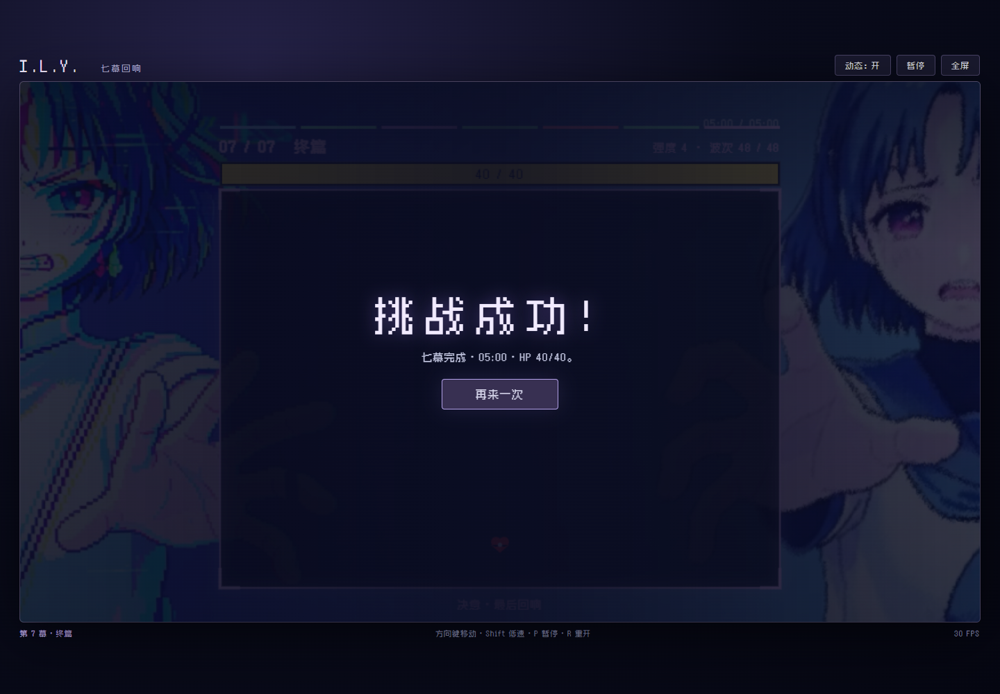 I.L.Y. 七幕回响
动态：开 暂停 全屏
05:00 / 05:00
07 / 07 终篇 强度 4 · 波次 48 / 48
40 / 40
挑战成功！
七幕完成·05:00·HP 40/40。
再来一次
决意·最后回响
第 7 幕·终篇 方向键移动·Shift 低速·P 暂停·R 重开 30 FPS